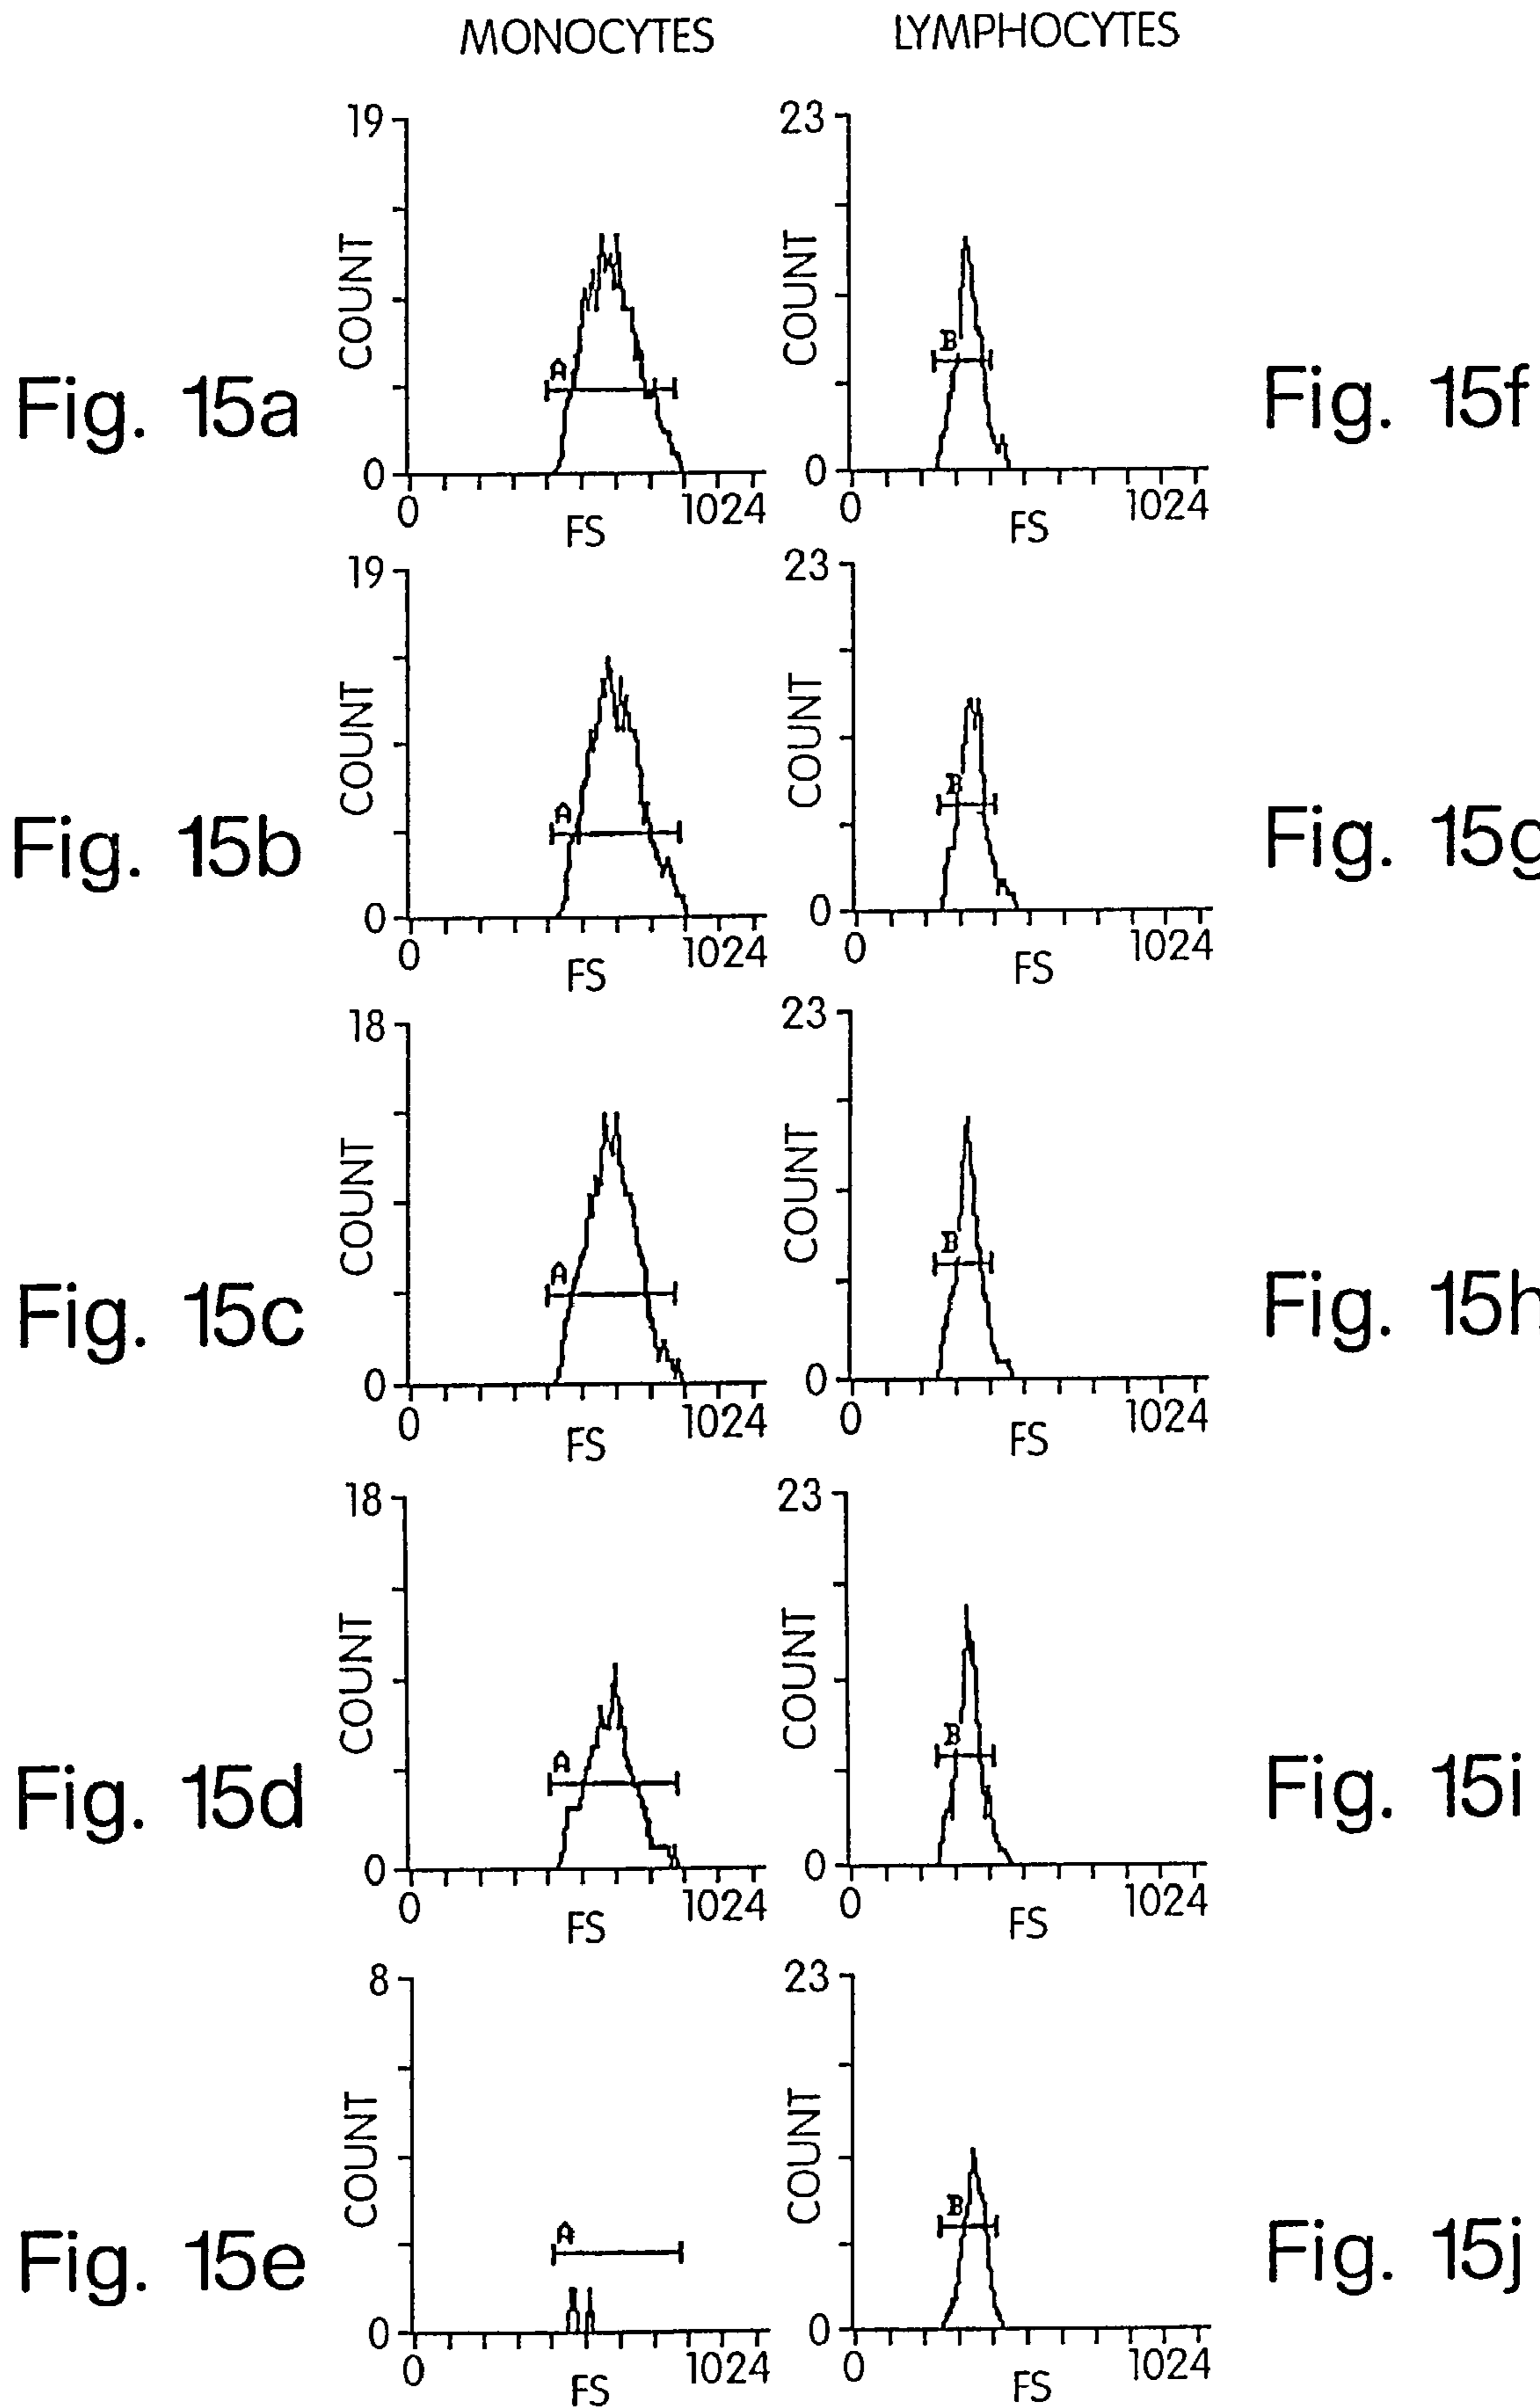 MONOCYTES LYMPHOCYTES
19 23
COUNT COUNT
A B
Fig. 15a Fig. 15f
0 0
0 1024 0 1024
FS FS
19 23
COUNT COUNT
A B
Fig. 15b Fig. 15g
0 0
0 1024 0 1024
FS FS
18 23
COUNT COUNT
A B
Fig. 15c Fig. 15h
0 0
0 1024 0 1024
FS FS
18 23
COUNT COUNT
A B
Fig. 15d Fig. 15i
0 0
0 1024 0 1024
FS FS
8 23
COUNT COUNT
A B
Fig. 15e Fig. 15j
0 0
0 1024 0 1024
FS FS